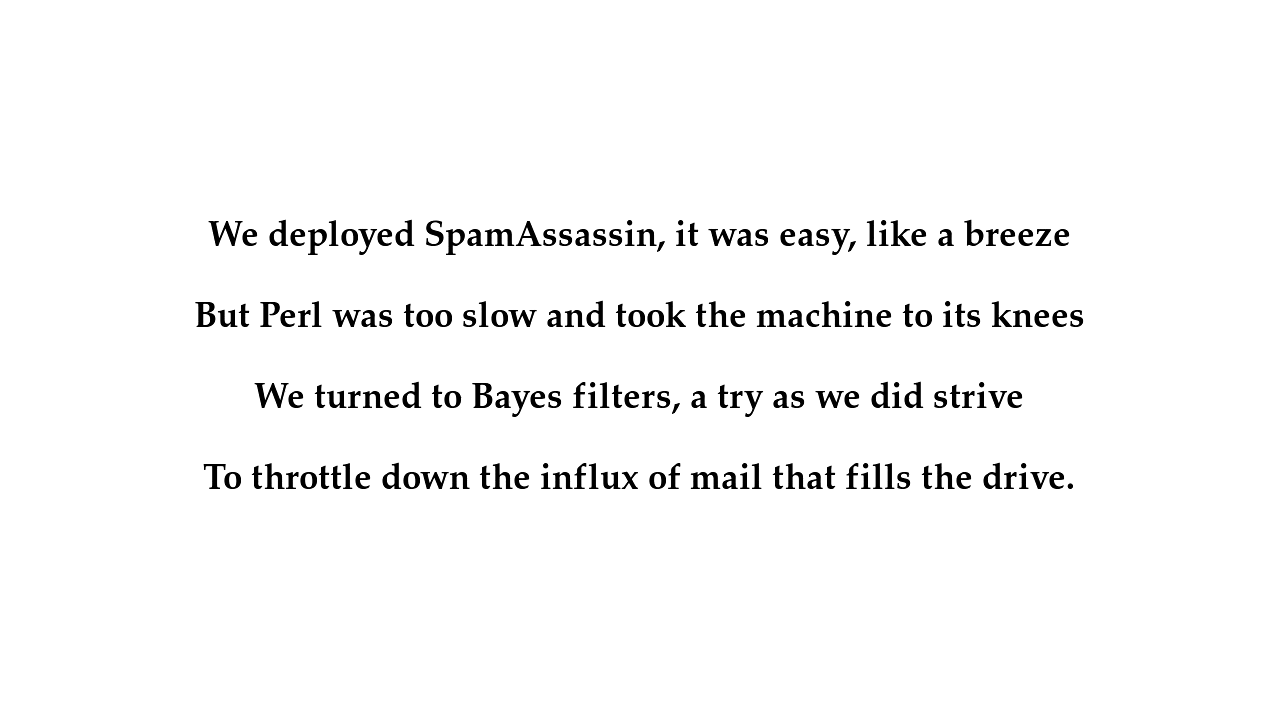 We deployed SpamAssassin, it was easy, like a breeze
But Perl was too slow and took the machine to its knees
We turned to Bayes filters, a try as we did strive
To throttle down the influx of mail that fills the drive.